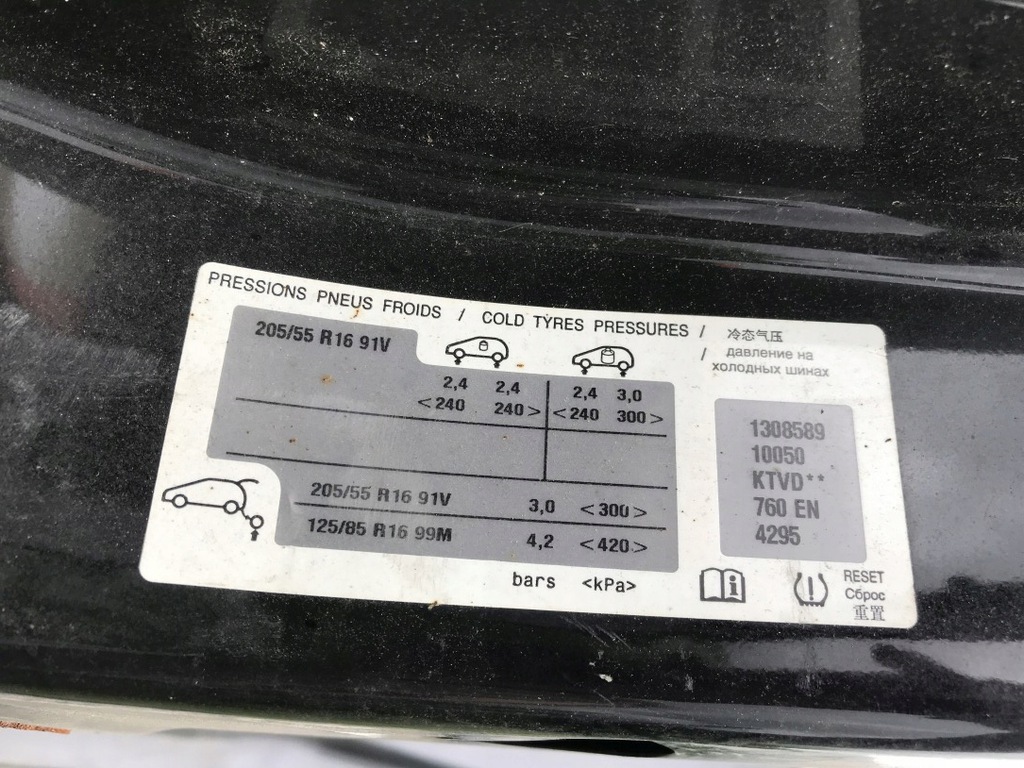 PRESSIONS PNEUS FROIDS / COLD TYRES PRESSURES / 冷态气压
/ давление на
холодных шинах
205/55 R16 91V
2,4 2,4 2,4 3,0
<240 240> <240 300>
205/55 R16 91V 3,0 <300>
125/85 R16 99M 4,2 <420>
bars <kPa>
1308589
10050
KTVD**
760 EN
4295
i
RESET
Сброс
重置